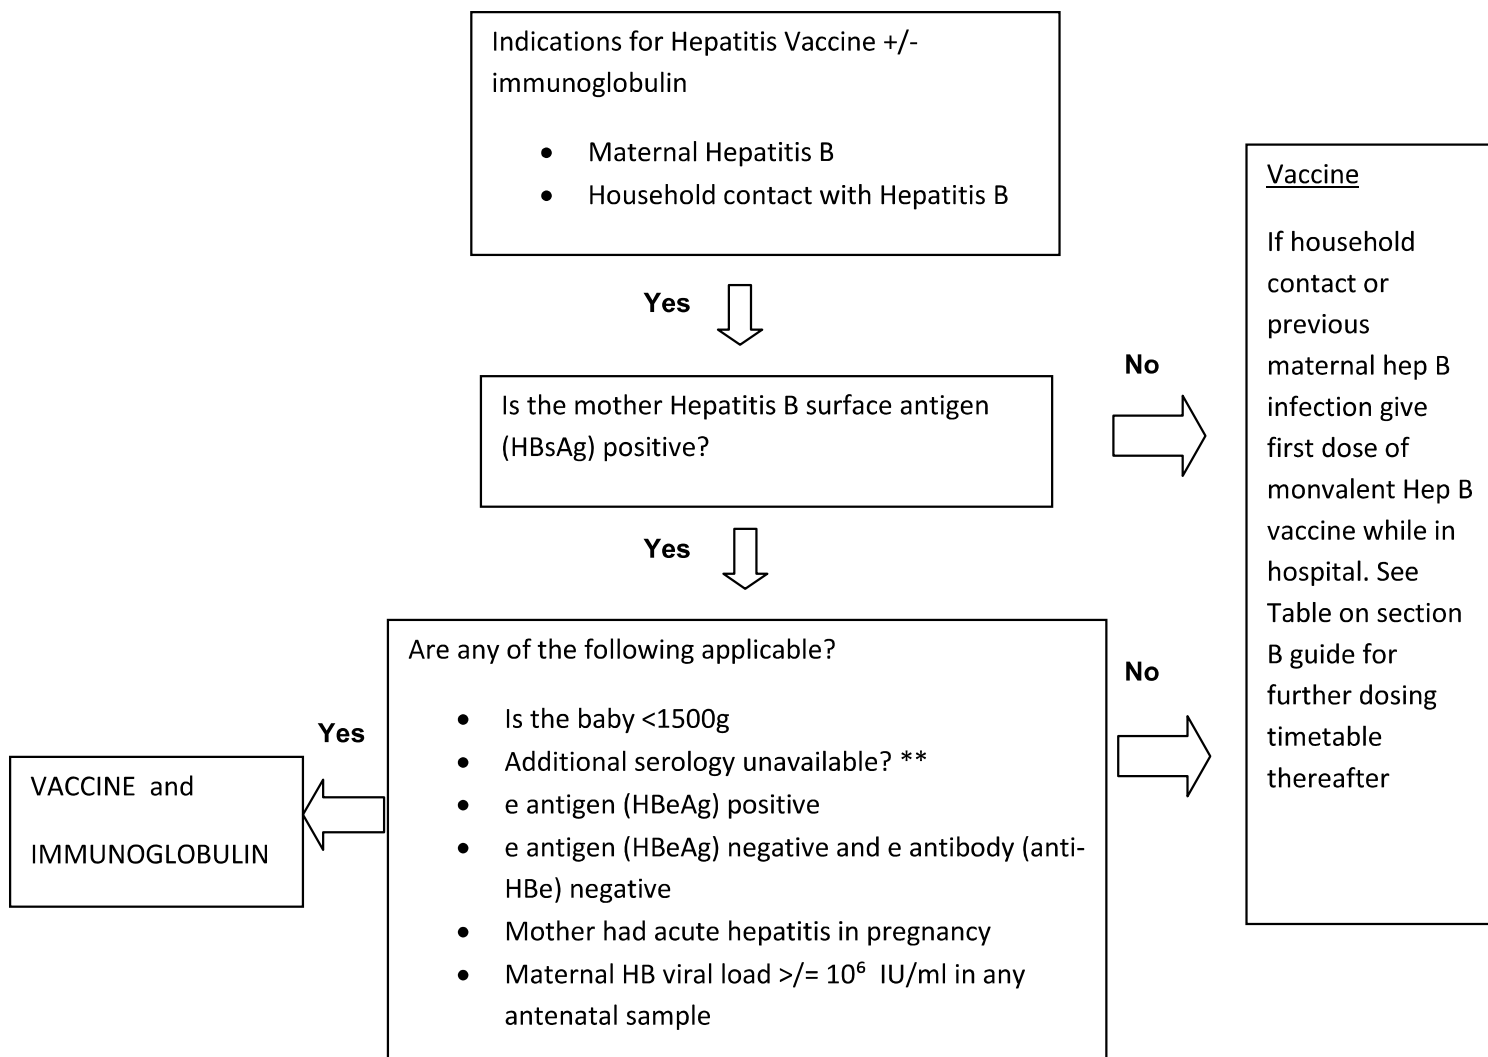 Indications for Hepatitis Vaccine +/-
immunoglobulin
• Maternal Hepatitis B
• Household contact with Hepatitis B
Yes
Is the mother Hepatitis B surface antigen
(HBsAg) positive?
No
Yes
Are any of the following applicable?
• Is the baby <1500g
• Additional serology unavailable? **
• e antigen (HBeAg) positive
• e antigen (HBeAg) negative and e antibody (anti-
HBe) negative
• Mother had acute hepatitis in pregnancy
• Maternal HB viral load >/= 10⁶ IU/ml in any
antenatal sample
Yes
VACCINE and
IMMUNOGLOBULIN
No
Vaccine
If household
contact or
previous
maternal hep B
infection give
first dose of
monvalent Hep B
vaccine while in
hospital. See
Table on section
B guide for
further dosing
timetable
thereafter